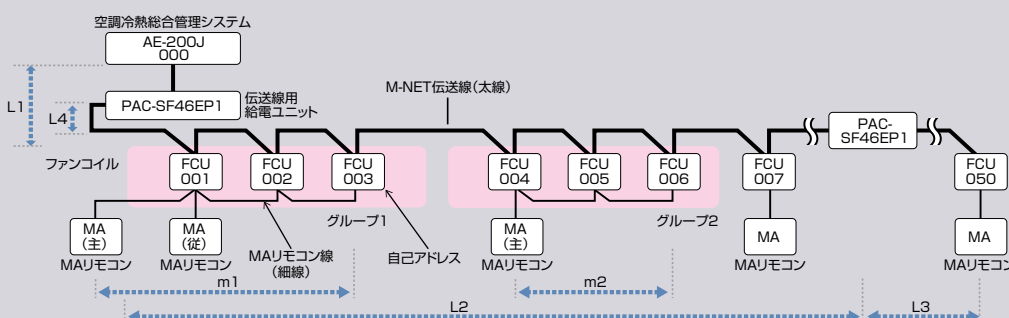 空調冷熱総合管理システム
AE-200J
000
L1
L4
PAC-SF46EP1
伝送線用
給電ユニット
M-NET伝送線(太線)
PAC-
SF46EP1
ファンコイル
FCU
001
FCU
002
FCU
003
FCU
004
FCU
005
FCU
006
FCU
007
FCU
050
グループ1
グループ2
MA
(主)
MA
(従)
MAリモコン線
(細線)
自己アドレス
MA
(主)
MA
MA
MAリモコン
MAリモコン
MAリモコン
MAリモコン
MAリモコン
m1
m2
L2
L3